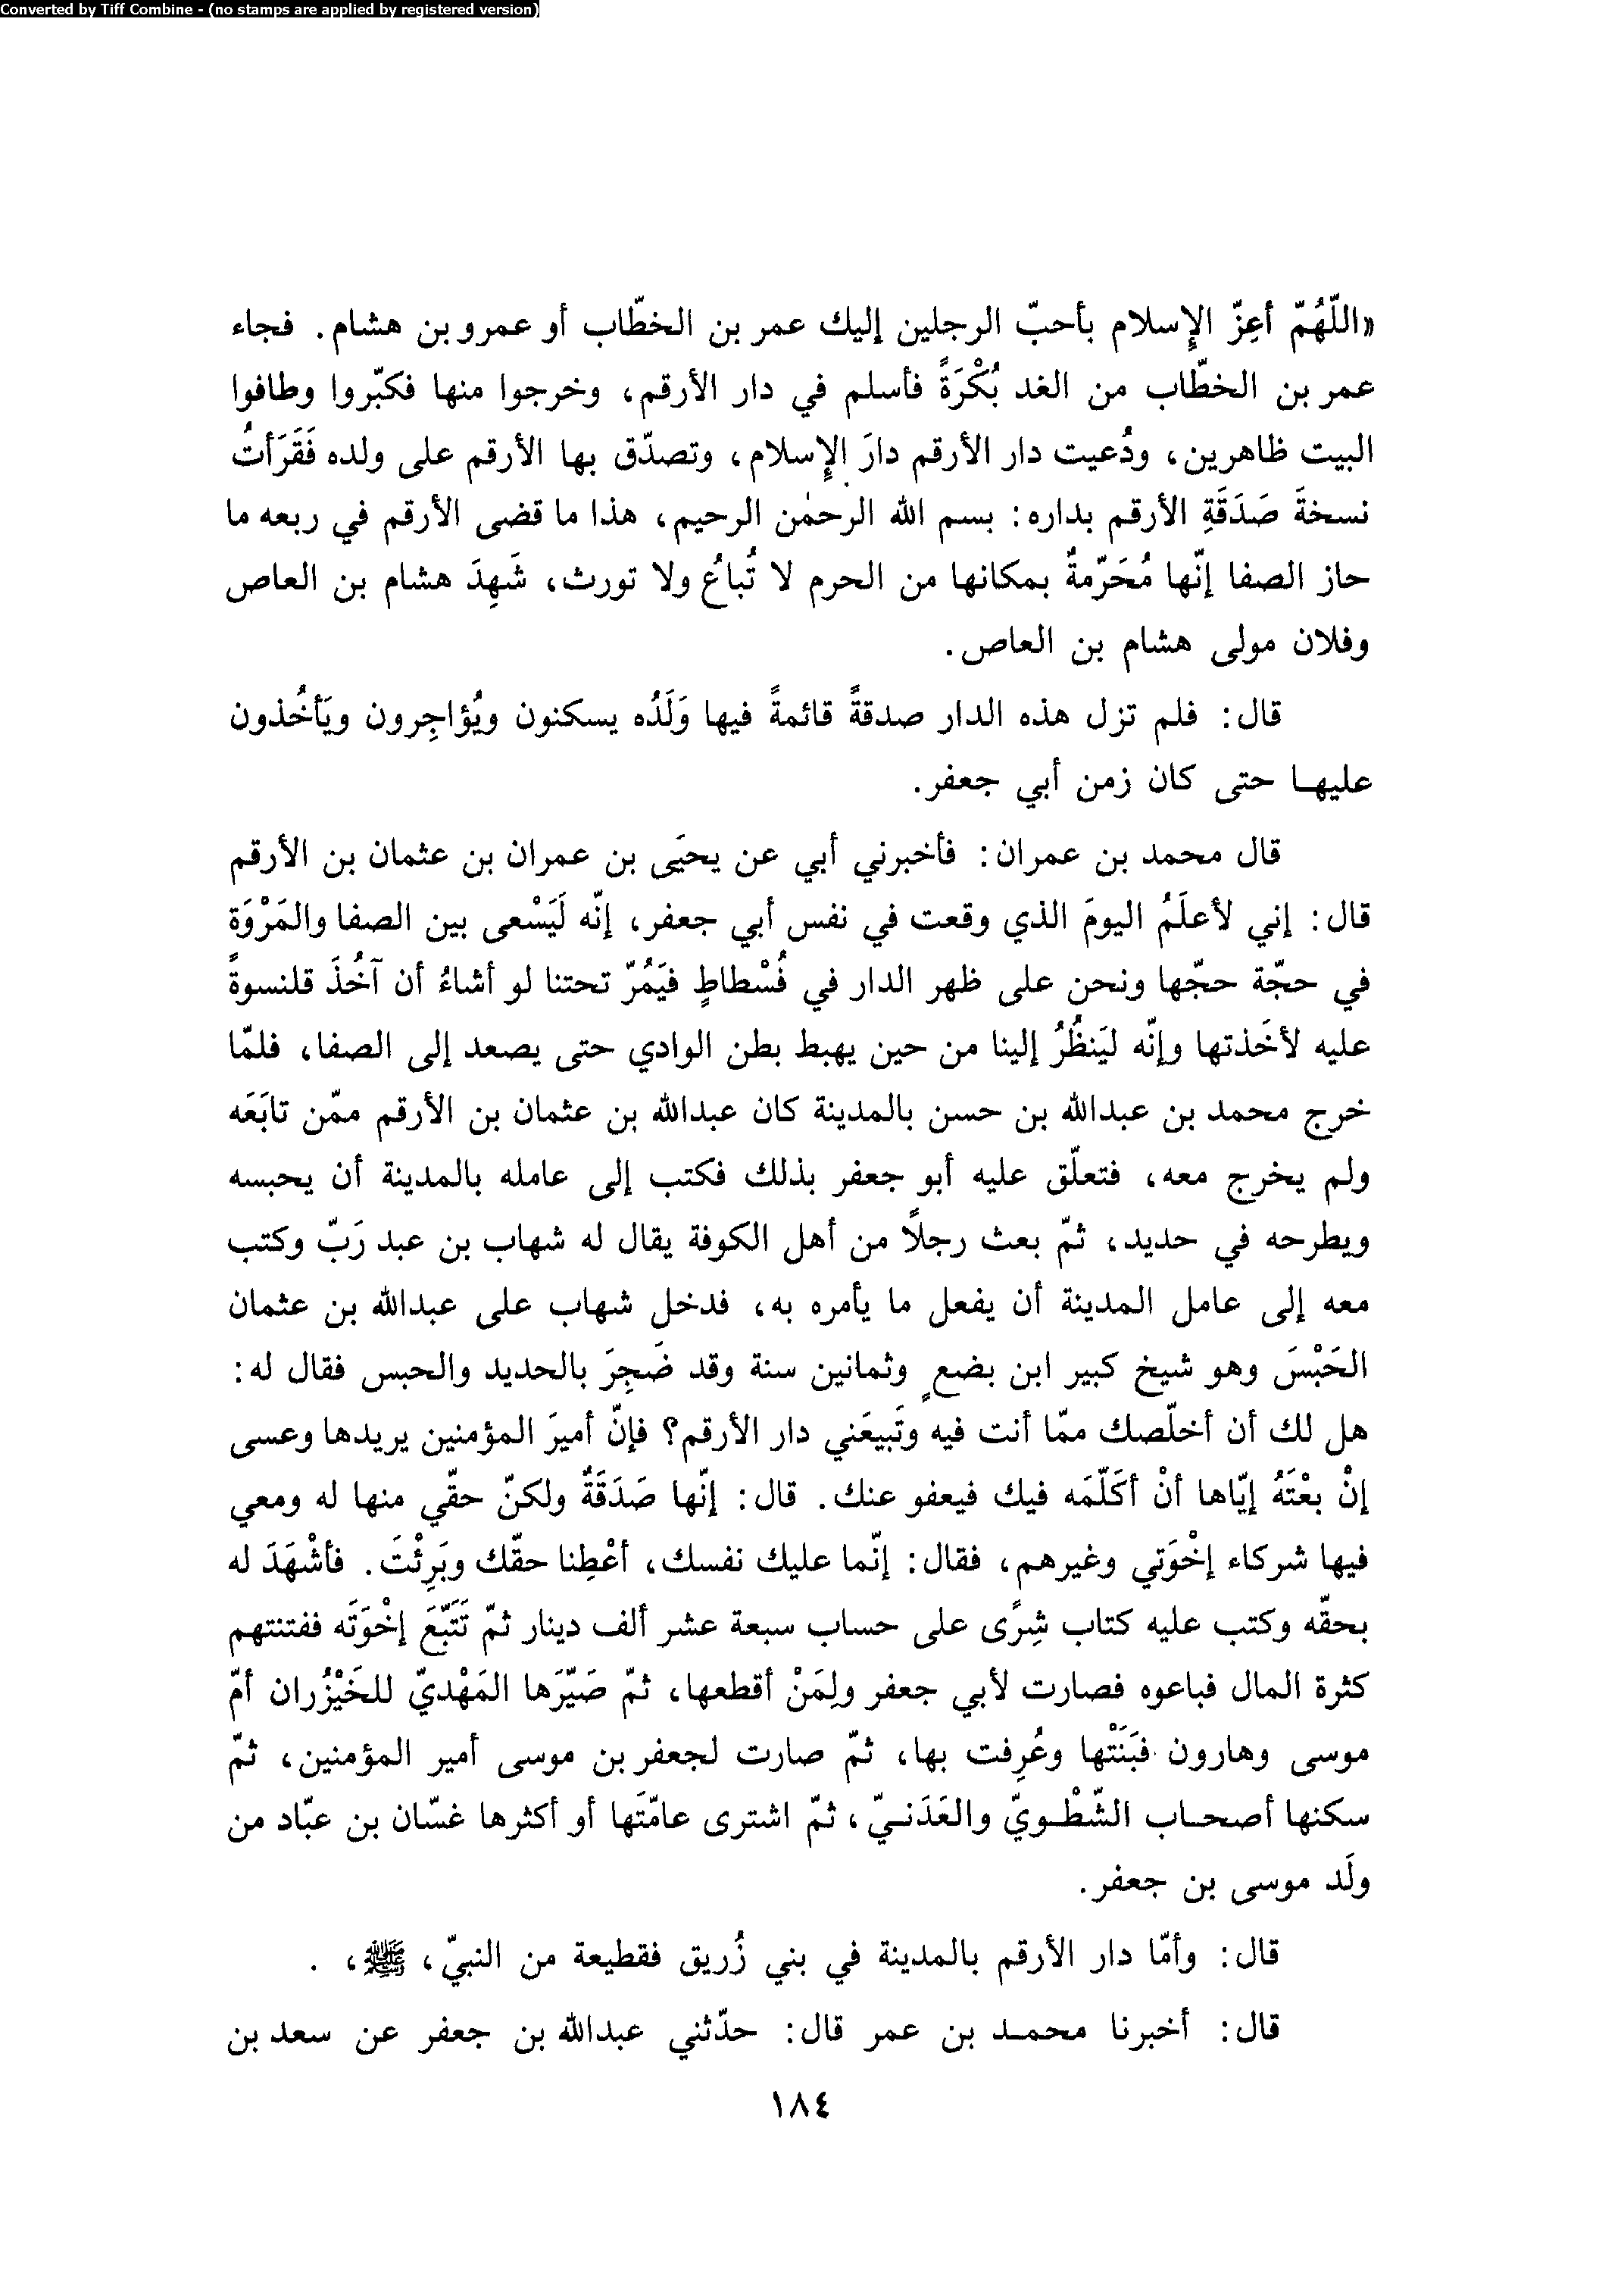 Converted by Tiff Combine - (no stamps are applied by registered version)
«اللّهُمّ أعِزّ الإسلام بأحبّ الرجلين إليك عمر بن الخطّاب أو عمرو بن هشام. فجاء
عمر بن الخطّاب من الغد بُكْرَةً فأسلم في دار الأرقم، وخرجوا منها فكبّروا وطافوا
البيت ظاهرين، ودُعيت دار الأرقم دارَ الإسلام، وتصدّق بها الأرقم على ولده فَقَرَأتُ
نسخةَ صَدَقَةِ الأرقم بداره: بسم الله الرحمٰن الرحيم، هذا ما قضى الأرقم في ربعه ما
حاز الصفا إنّها مُحَرّمةٌ بمكانها من الحرم لا تُباعُ ولا تورث، شَهِدَ هشام بن العاص
وفلان مولى هشام بن العاص.
قال: فلم تزل هذه الدار صدقةً قائمةً فيها وَلَدُه يسكنون ويُؤاجِرون ويَأخُذون
عليهـا حتى كان زمن أبي جعفر.
قال محمد بن عمران: فأخبرني أبي عن يحيَى بن عمران بن عثمان بن الأرقم
قال: إني لأعلَمُ اليومَ الذي وقعت في نفس أبي جعفر، إنّه لَيَسْعى بين الصفا والمَرْوَة
في حجّة حجّها ونحن على ظهر الدار في فُسْطاطٍ فيَمُرّ تحتنا لو أشاءُ أن آخُذَ قلنسوةً
عليه لأخَذتها وإنّه ليَنظُرُ إلينا من حين يهبط بطن الوادي حتى يصعد إلى الصفا، فلمّا
خرج محمد بن عبدالله بن حسن بالمدينة كان عبدالله بن عثمان بن الأرقم ممّن تابَعَه
ولم يخرج معه، فتعلّق عليه أبو جعفر بذلك فكتب إلى عامله بالمدينة أن يحبسه
ويطرحه في حديد، ثمّ بعث رجلًا من أهل الكوفة يقال له شهاب بن عبد رَبّ وكتب
معه إلى عامل المدينة أن يفعل ما يأمره به، فدخل شهاب على عبدالله بن عثمان
الحَبْسَ وهو شيخ كبير ابن بضعٍ وثمانين سنة وقد ضَجِرَ بالحديد والحبس فقال له:
هل لك أن أخلّصك ممّا أنت فيه وتَبيعَني دار الأرقم؟ فإنّ أميرَ المؤمنين يريدها وعسى
إنْ بعْتَهُ إيّاها أنْ أكَلّمَه فيك فيعفو عنك. قال: إنّها صَدَقَةٌ ولكنّ حقّي منها له ومعي
فيها شركاء إخْوَتي وغيرهم، فقال: إنّما عليك نفسك، أعْطِنا حقّك وبَرِئْتَ. فأشْهَدَ له
بحقّه وكتب عليه كتاب شِرًى على حساب سبعة عشر ألف دينار ثمّ تَتَبّعَ إخْوَتَه ففتنتهم
كثرة المال فباعوه فصارت لأبي جعفر ولِمَنْ أقطعها، ثمّ صَيّرَها المَهْديّ للخَيْزُران أمّ
موسى وهارون فبَنَتْها وعُرِفت بها، ثمّ صارت لجعفر بن موسى أمير المؤمنين، ثمّ
سكنها أصحـاب الشّطْـويّ والعَدَنـيّ، ثمّ اشترى عامّتَها أو أكثرها غسّان بن عبّاد من
ولَد موسى بن جعفر.
قال: وأمّا دار الأرقم بالمدينة في بني زُريق فقطيعة من النبيّ، ﷺ، .
قال: أخبرنا محمـد بن عمر قال: حدّثني عبدالله بن جعفر عن سعد بن
١٨٤